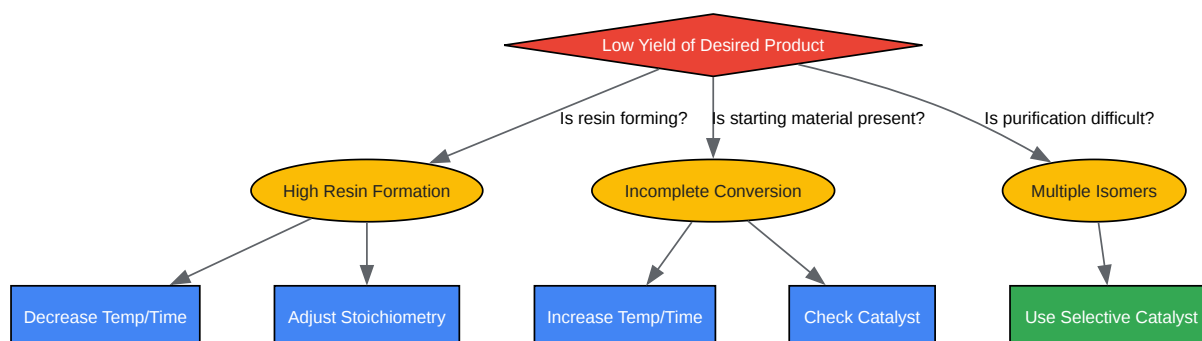 Low Yield of Desired Product
Is resin forming?
Is starting material present?
Is purification difficult?
High Resin Formation
Incomplete Conversion
Multiple Isomers
Decrease Temp/Time
Adjust Stoichiometry
Increase Temp/Time
Check Catalyst
Use Selective Catalyst